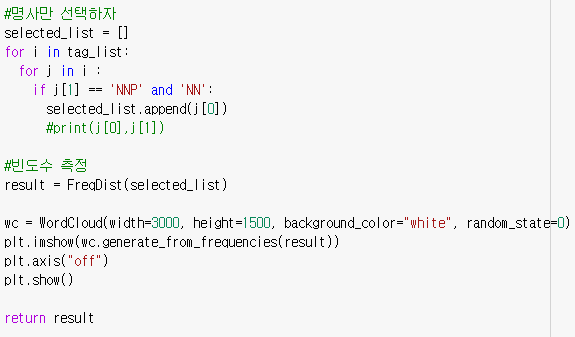 #명사만 선택하자
selected_list = []
for i in tag_list:
for j in i :
if j[1] == 'NNP' and 'NN':
selected_list.append(j[0])
#print(j[0],j[1])
#빈도수 측정
result = FreqDist(selected_list)
wc = WordCloud(width=3000, height=1500, background_color="white", random_state=0)
plt.imshow(wc.generate_from_frequencies(result))
plt.axis("off")
plt.show()
return result